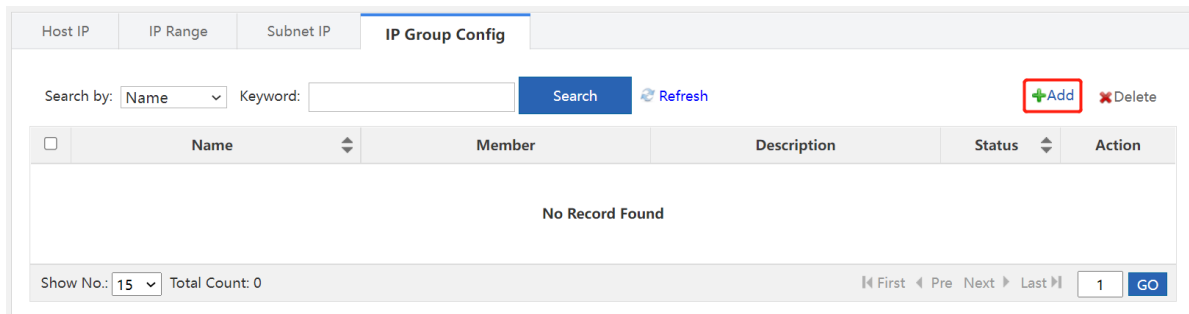 Host IP IP Range Subnet IP IP Group Config
Search by: Name Keyword: Search Refresh Add Delete
Name Member Description Status Action
No Record Found
Show No.: 15 Total Count: 0 First Pre Next Last 1 GO